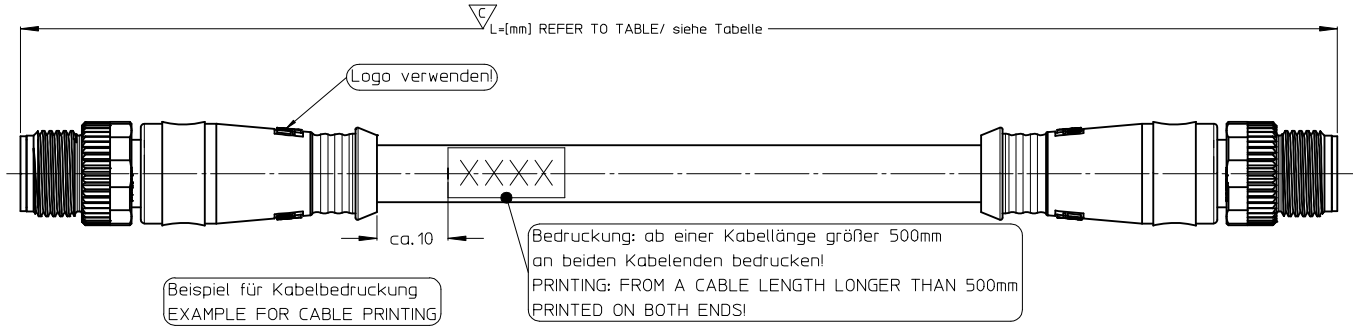 C
L=[mm] REFER TO TABLE/ siehe Tabelle
Logo verwenden!
XXXX
ca.10
Bedruckung: ab einer Kabellänge größer 500mm
an beiden Kabelenden bedrucken!
PRINTING: FROM A CABLE LENGTH LONGER THAN 500mm
PRINTED ON BOTH ENDS!
Beispiel für Kabelbedruckung
EXAMPLE FOR CABLE PRINTING